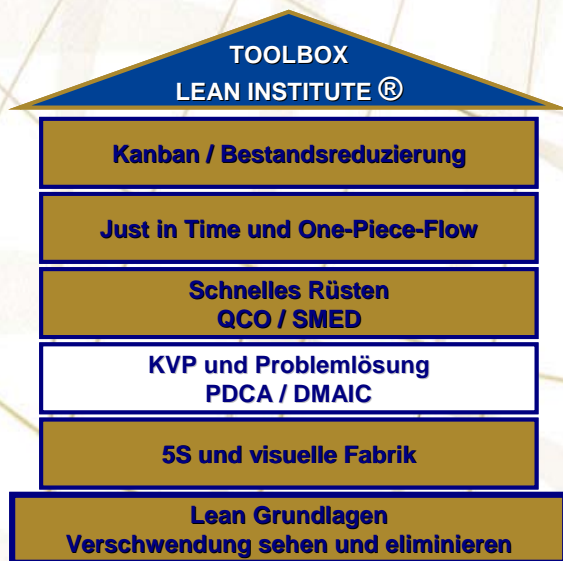 TOOLBOX
LEAN INSTITUTE ®
Kanban / Bestandsreduzierung
Just in Time und One-Piece-Flow
Schnelles Rüsten
QCO / SMED
KVP und Problemlösung
PDCA / DMAIC
5S und visuelle Fabrik
Lean Grundlagen
Verschwendung sehen und eliminieren